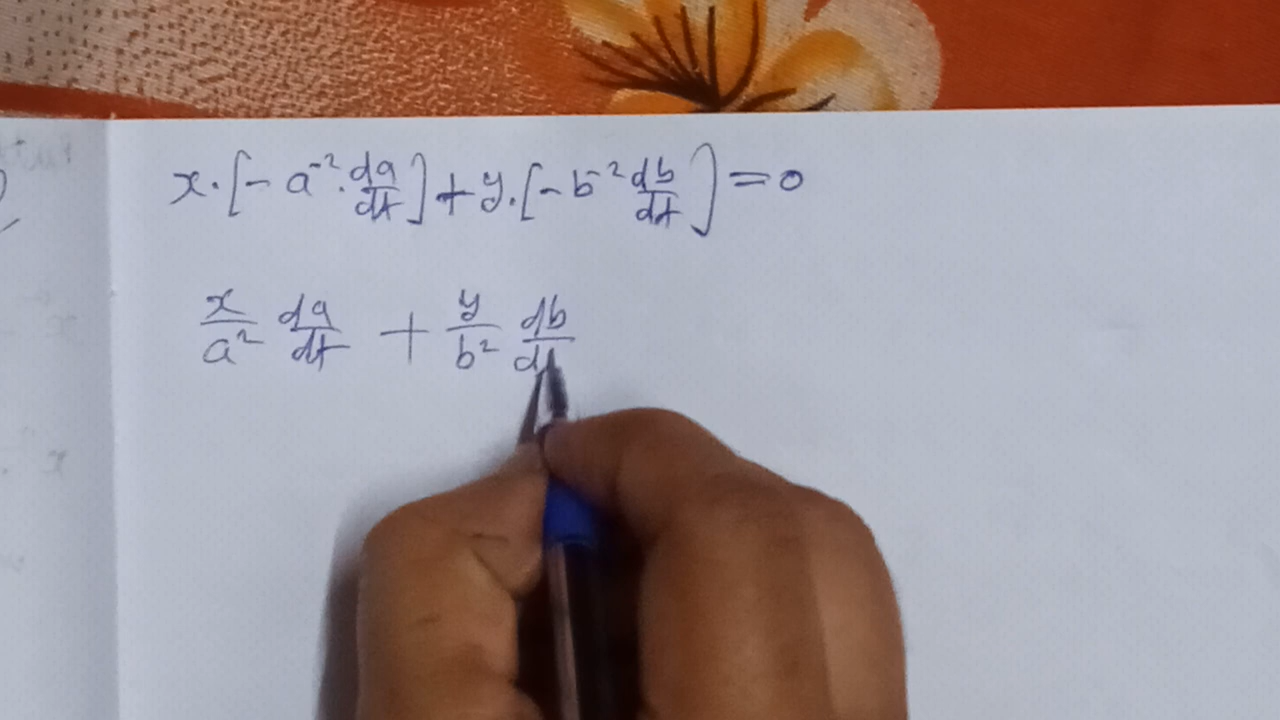 x·[-a⁻²·da/dt]+y·[-b⁻² db/dt]=0
x/a² da/dt + y/b² db/dt